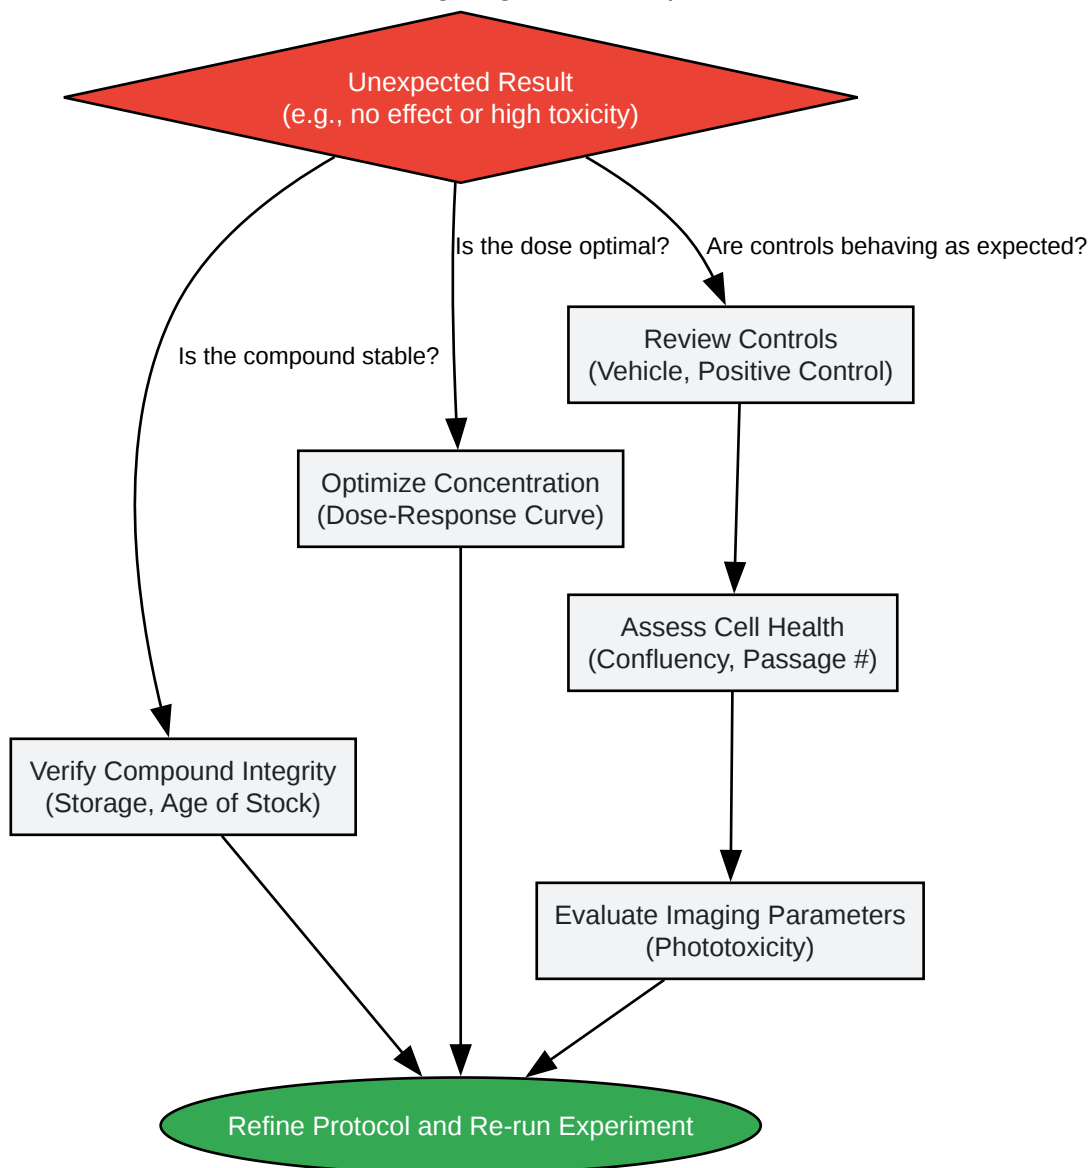 Unexpected Result
(e.g., no effect or high toxicity)
Is the dose optimal?
Are controls behaving as expected?
Review Controls
(Vehicle, Positive Control)
Is the compound stable?
Optimize Concentration
(Dose-Response Curve)
Assess Cell Health
(Confluency, Passage #)
Verify Compound Integrity
(Storage, Age of Stock)
Evaluate Imaging Parameters
(Phototoxicity)
Refine Protocol and Re-run Experiment